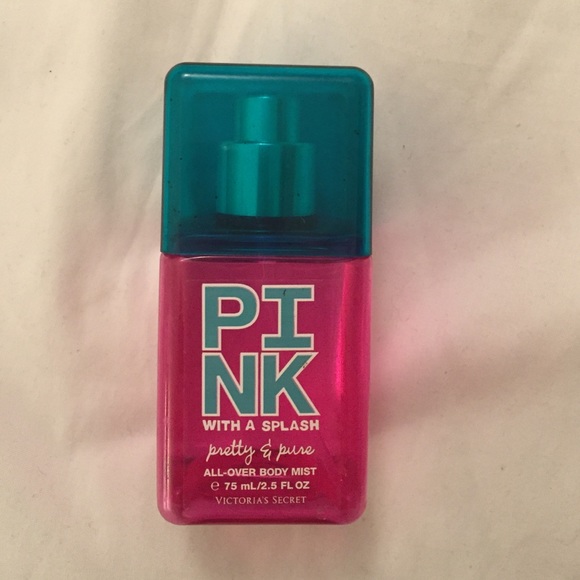 PI
NK
WITH A SPLASH
pretty & pure
ALL-OVER BODY MIST
℮ 75 mL/2.5 FL OZ
VICTORIA'S SECRET